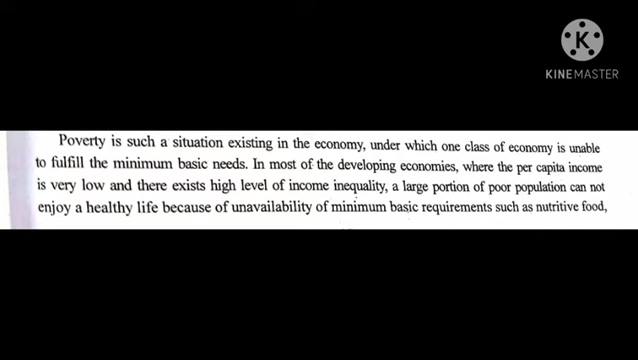 K
KINEMASTER
Poverty is such a situation existing in the economy, under which one class of economy is unable
to fulfill the minimum basic needs. In most of the developing economies, where the per capita income
is very low and there exists high level of income inequality, a large portion of poor population can not
enjoy a healthy life because of unavailability of minimum basic requirements such as nutritive food,